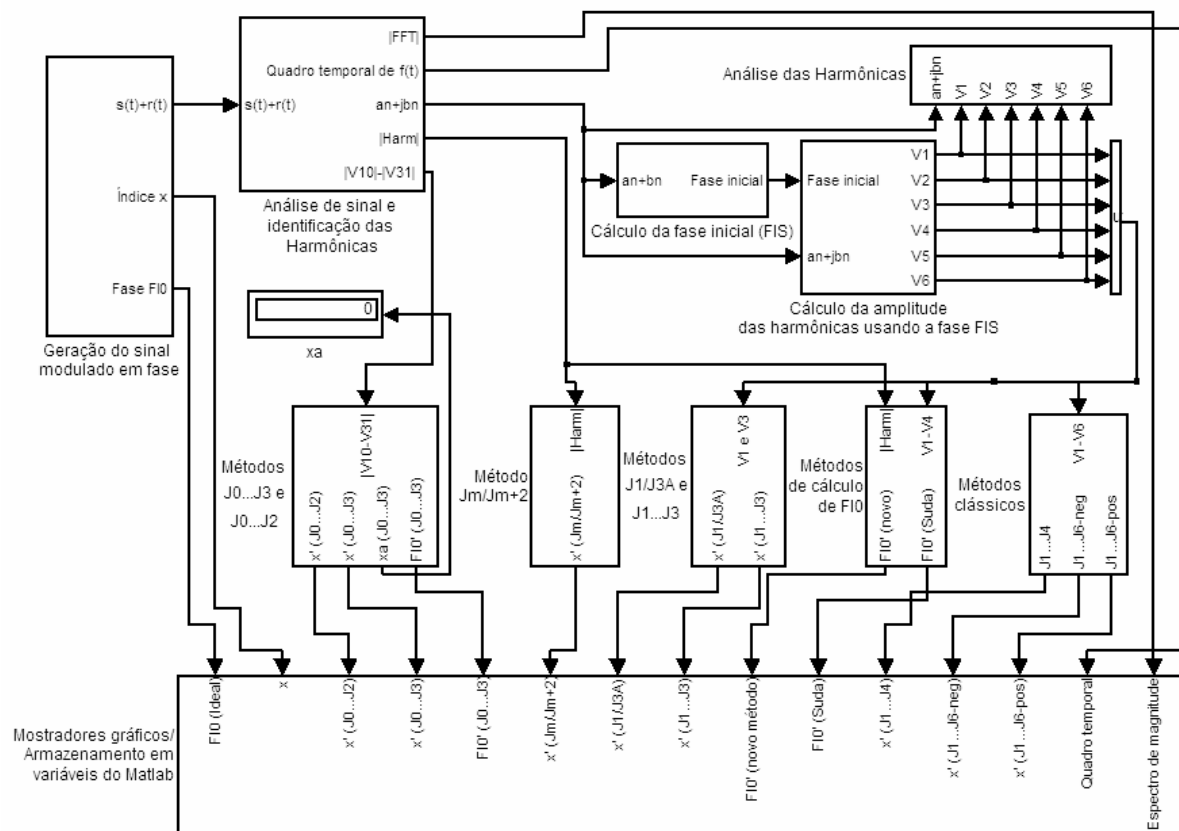 s(t)+r(t)
Índice x
Fase FI0
Geração do sinal
modulado em fase
s(t)+r(t)
|FFT|
Quadro temporal de f(t)
an+jbn
|Harm|
|V10|-|V31|
Análise de sinal e
identificação das
Harmônicas
0
xa
Análise das Harmônicas
an+jbn
V1
V2
V3
V4
V5
V6
an+bn
Fase inicial
Cálculo da fase inicial (FIS)
Fase inicial
an+jbn
V1
V2
V3
V4
V5
V6
Cálculo da amplitude
das harmônicas usando a fase FIS
Métodos
J0...J3 e
J0...J2
|V10-V31|
x' (J0...J2)
x' (J0...J3)
xa (J0...J3)
FI0' (J0...J3)
Método
Jm/Jm+2
|Harm|
x' (Jm/Jm+2)
Métodos
J1/J3A e
J1...J3
V1 e V3
x' (J1/J3A)
x' (J1...J3)
Métodos
de cálculo
de FI0
|Harm|
V1-V4
FI0' (novo)
FI0' (Suda)
Métodos
clássicos
V1-V6
J1...J4
J1...J6-neg
J1...J6-pos
Mostradores gráficos/
Armazenamento em
variáveis do Matlab
FI0 (Ideal)
x
x' (J0...J2)
x' (J0...J3)
FI0' (J0...J3)
x' (Jm/Jm+2)
x' (J1/J3A)
x' (J1...J3)
FI0' (novo método)
FI0' (Suda)
x' (J1...J4)
x' (J1...J6-neg)
x' (J1...J6-pos)
Quadro temporal
Espectro de magnitude